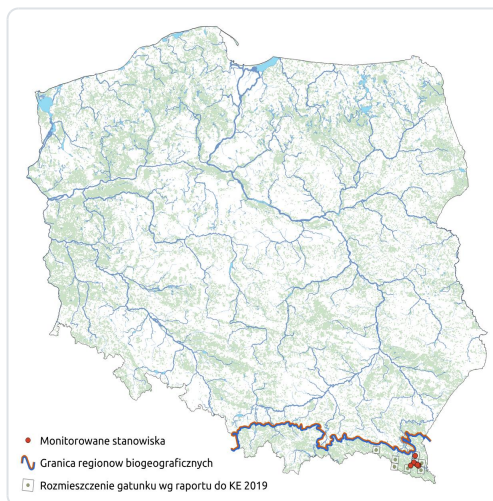 Monitorowane stanowiska
Granica regionow biogeograficznych
Rozmieszczenie gatunku wg raportu do KE 2019